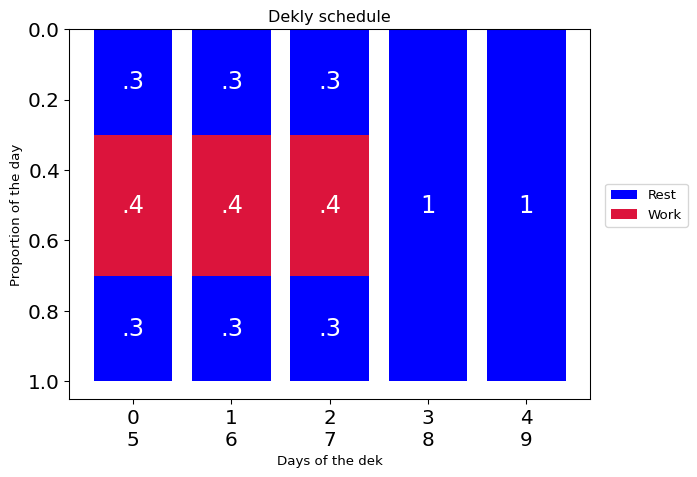 Dekly schedule
0.0
0.2
0.4
0.6
0.8
1.0
Proportion of the day
.3 .3 .3
.4 .4 .4 1 1
.3 .3 .3
Rest
Work
0 1 2 3 4
5 6 7 8 9
Days of the dek